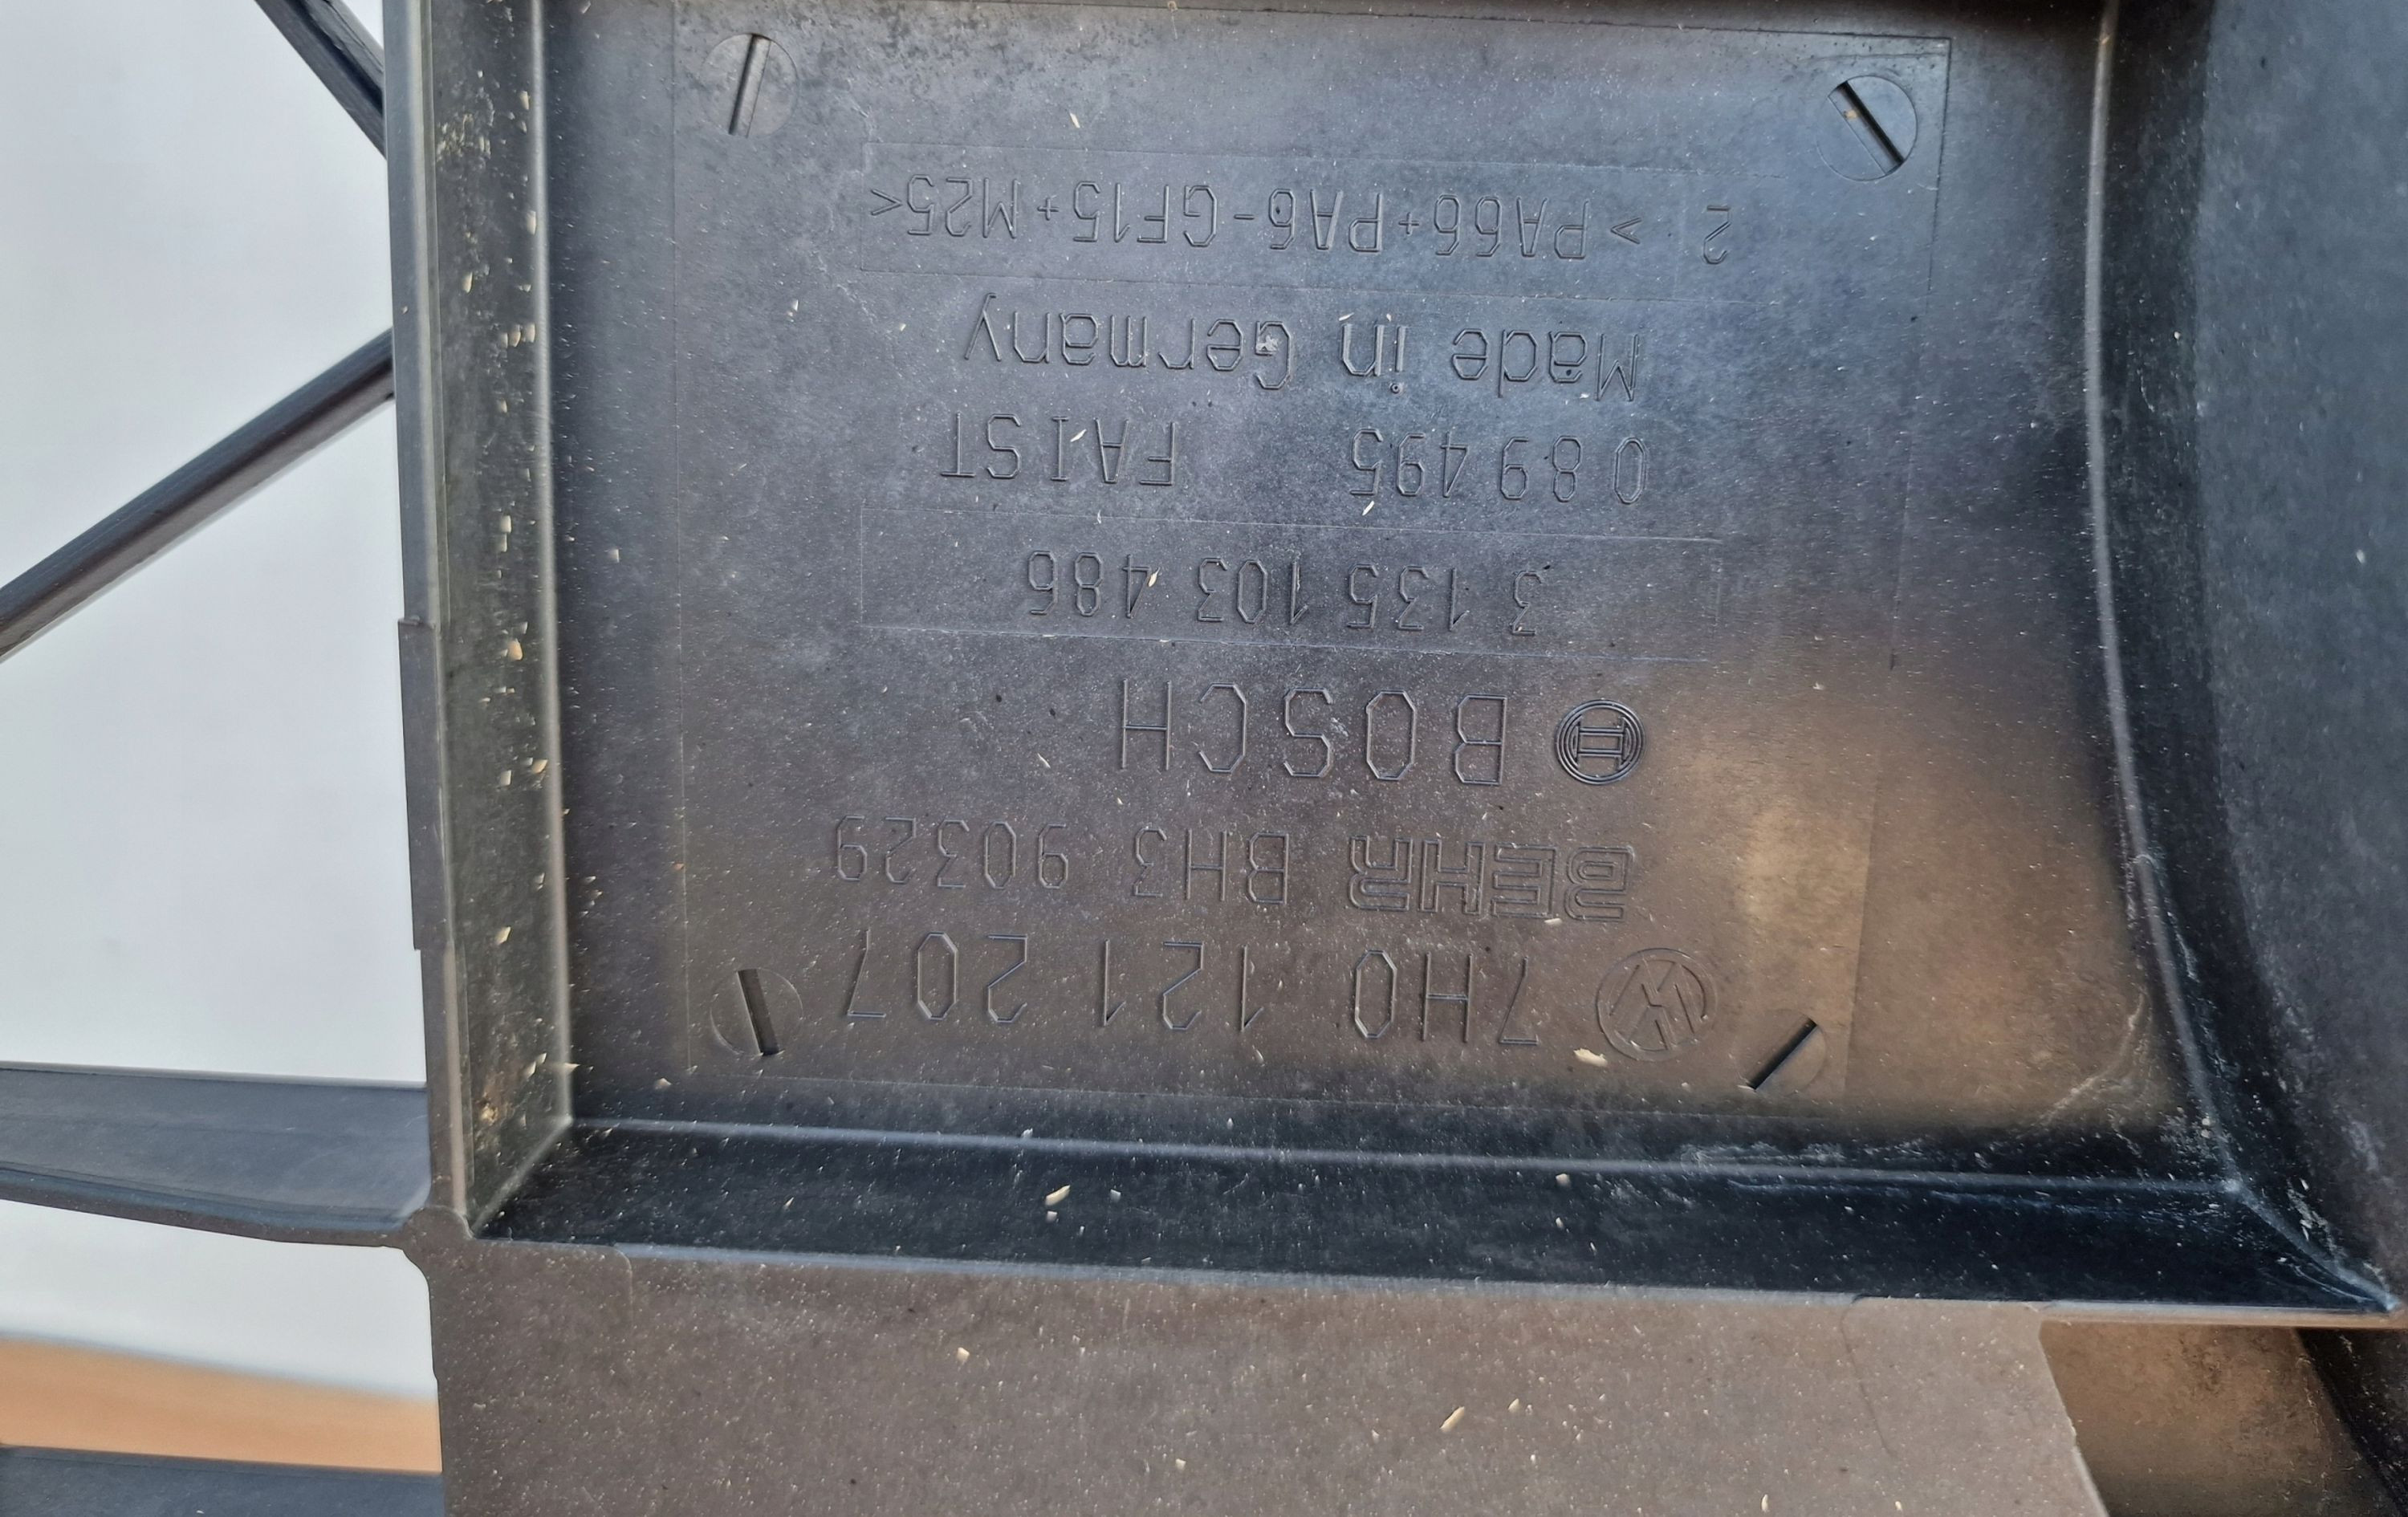 7H0 121 207
BEHR BH3 90329
BOSCH
3 135 103 486
0 89 495 FAIST
Made in Germany
2 >PA66+PA6-GF15+M25<